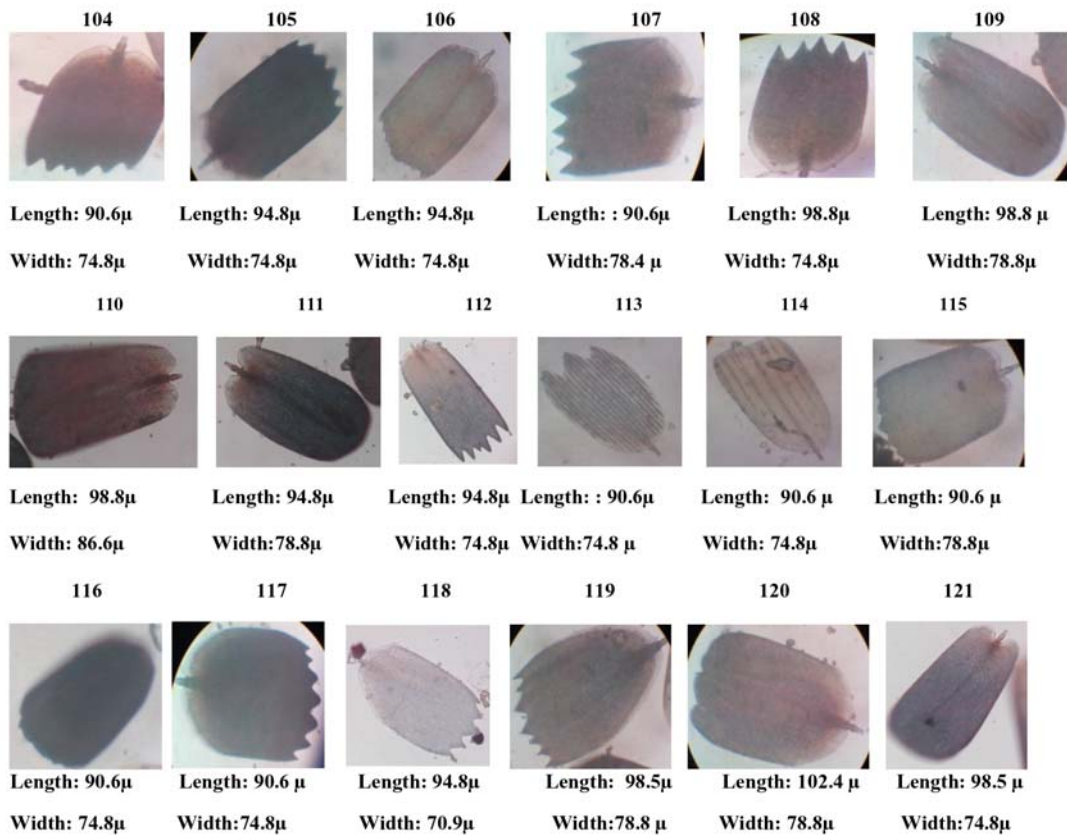 104 105 106 107 108 109
Length: 90.6µ Length: 94.8µ Length: 94.8µ Length: : 90.6µ Length: 98.8µ Length: 98.8 µ
Width: 74.8µ Width:74.8µ Width: 74.8µ Width:78.4 µ Width: 74.8µ Width:78.8µ
110 111 112 113 114 115
Length: 98.8µ Length: 94.8µ Length: 94.8µ Length: : 90.6µ Length: 90.6 µ Length: 90.6 µ
Width: 86.6µ Width:78.8µ Width: 74.8µ Width:74.8 µ Width: 74.8µ Width: 78.8µ
116 117 118 119 120 121
Length: 90.6µ Length: 90.6 µ Length: 94.8µ Length: 98.5µ Length: 102.4 µ Length: 98.5 µ
Width: 74.8µ Width:74.8µ Width: 70.9µ Width: 78.8 µ Width: 78.8µ Width:74.8µ